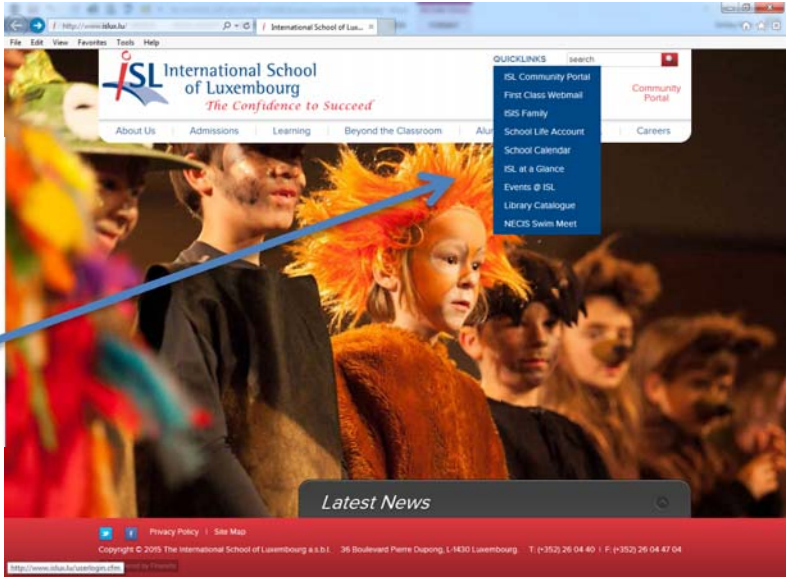 http://www.islux.lu/
International School of Lux...
File Edit View Favorites Tools Help
ISL International School
of Luxembourg
The Confidence to Succeed
QUICKLINKS search
ISL Community Portal
First Class Webmail
ISIS Family
School Life Account
School Calendar
ISL at a Glance
Events @ ISL
Library Catalogue
NECIS Swim Meet
Community
Portal
About Us Admissions Learning Beyond the Classroom Alu Careers
Latest News
Privacy Policy | Site Map
Copyright © 2015 The International School of Luxembourg a.s.b.l. 36 Boulevard Pierre Dupong, L-1430 Luxembourg. T: (+352) 26 04 40 | F: (+352) 26 04 47 04
http://www.islux.lu/userlogin.cfm